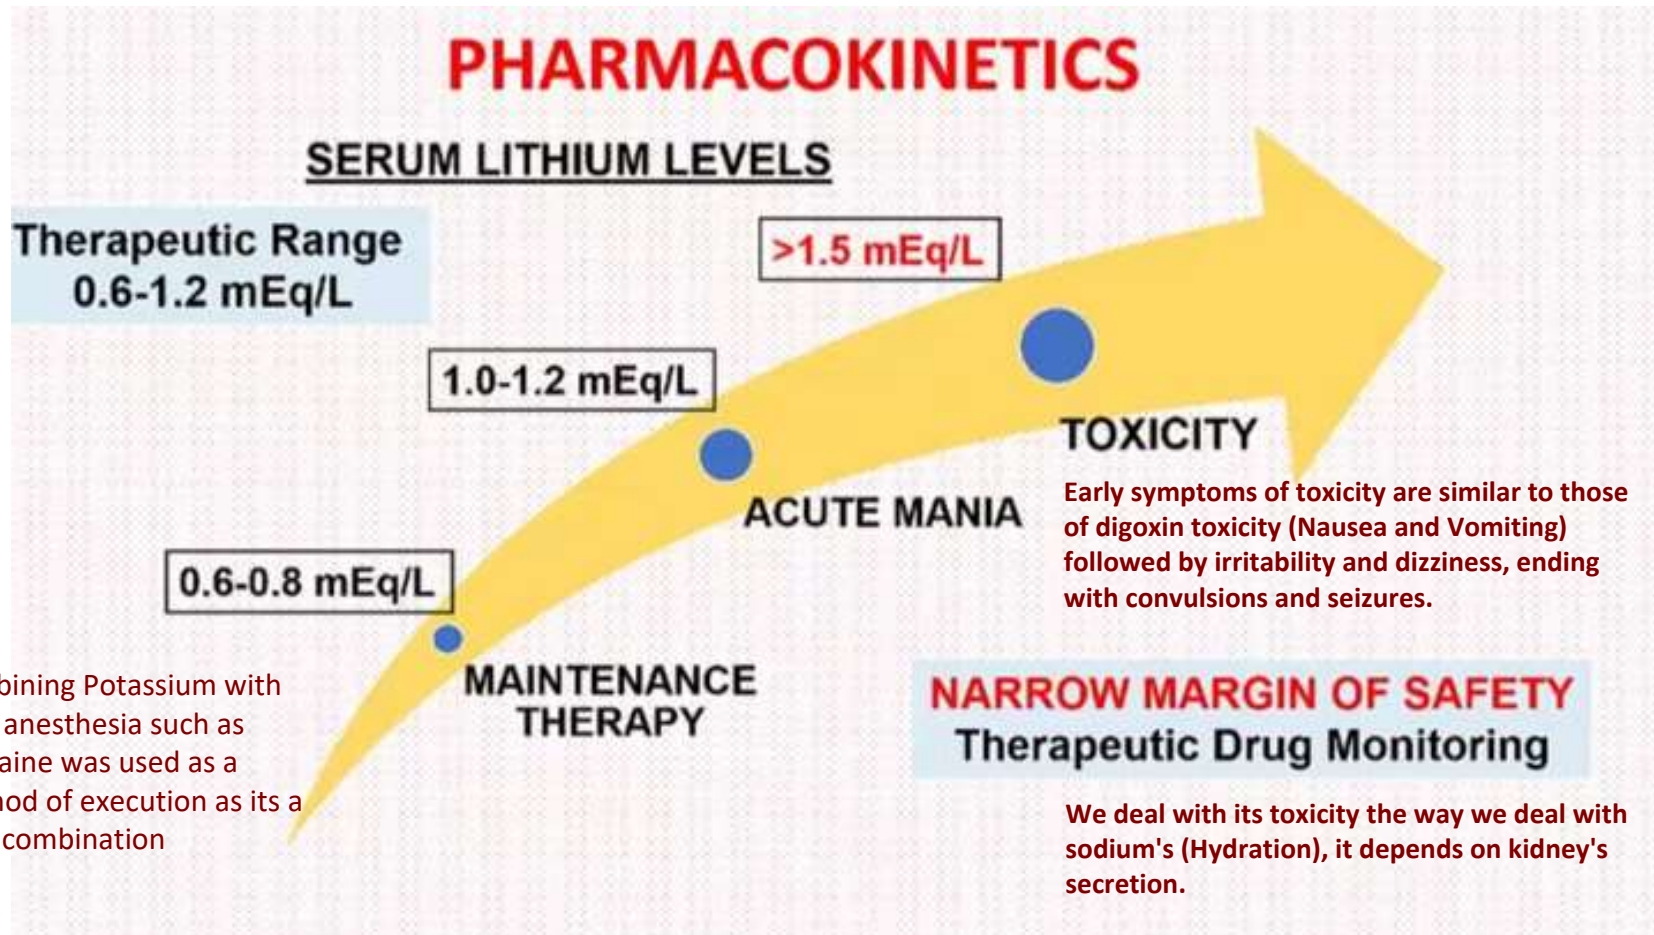 PHARMACOKINETICS
SERUM LITHIUM LEVELS
Therapeutic Range
0.6-1.2 mEq/L
>1.5 mEq/L
1.0-1.2 mEq/L
0.6-0.8 mEq/L
TOXICITY
Early symptoms of toxicity are similar to those
of digoxin toxicity (Nausea and Vomiting)
followed by irritability and dizziness, ending
with convulsions and seizures.
ACUTE MANIA
MAINTENANCE
THERAPY
bining Potassium with
anesthesia such as
aine was used as a
od of execution as its a
combination
NARROW MARGIN OF SAFETY
Therapeutic Drug Monitoring
We deal with its toxicity the way we deal with
sodium's (Hydration), it depends on kidney's
secretion.